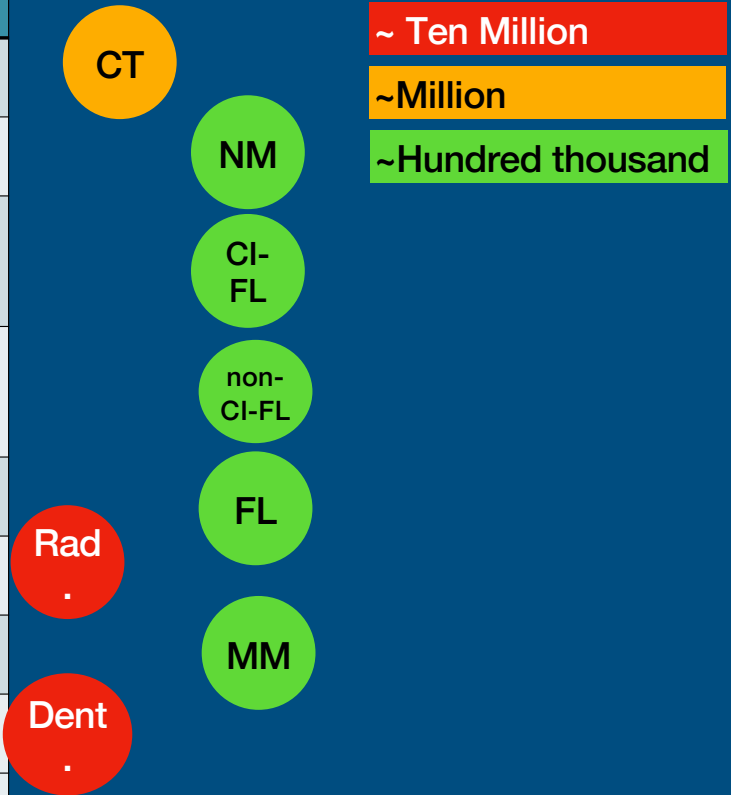 CT
~ Ten Million
~Million
NM
~Hundred thousand
CI-
FL
non-
CI-FL
FL
Rad
.
MM
Dent
.